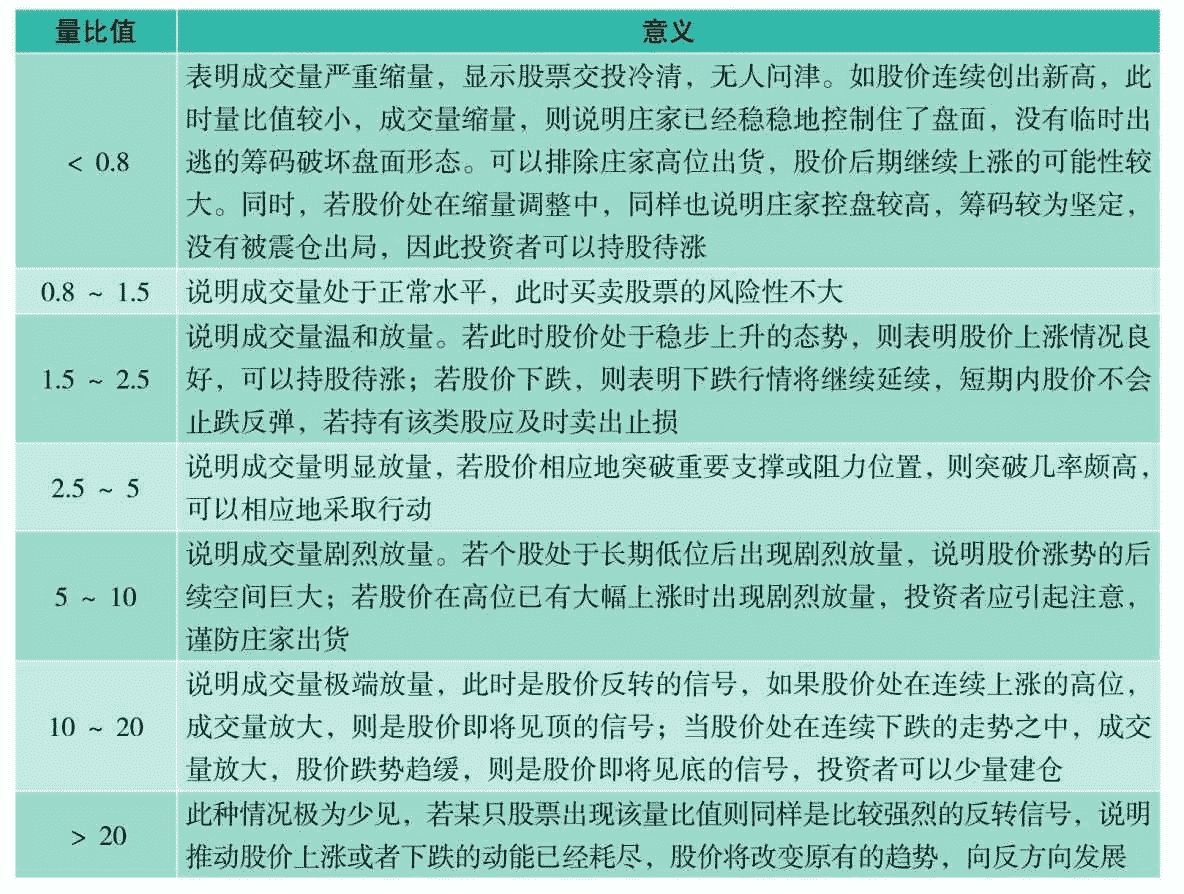 量比值
意义
< 0.8
表明成交量严重缩量，显示股票交投冷清，无人问津。如股价连续创出新高，此
时量比值较小，成交量缩量，则说明庄家已经稳稳地控制住了盘面，没有临时出
逃的筹码破坏盘面形态。可以排除庄家高位出货，股价后期继续上涨的可能性较
大。同时，若股价处在缩量调整中，同样也说明庄家控盘较高，筹码较为坚定，
没有被震仓出局，因此投资者可以持股待涨
0.8 ~ 1.5
说明成交量处于正常水平，此时买卖股票的风险性不大
1.5 ~ 2.5
说明成交量温和放量。若此时股价处于稳步上升的态势，则表明股价上涨情况良
好，可以持股待涨；若股价下跌，则表明下跌行情将继续延续，短期内股价不会
止跌反弹，若持有该类股应及时卖出止损
2.5 ~ 5
说明成交量明显放量，若股价相应地突破重要支撑或阻力位置，则突破几率颇高，
可以相应地采取行动
5 ~ 10
说明成交量剧烈放量。若个股处于长期低位后出现剧烈放量，说明股价涨势的后
续空间巨大；若股价在高位已有大幅上涨时出现剧烈放量，投资者应引起注意，
谨防庄家出货
10 ~ 20
说明成交量极端放量，此时是股价反转的信号，如果股价处在连续上涨的高位，
成交量放大，则是股价即将见顶的信号；当股价处在连续下跌的走势之中，成交
量放大，股价跌势趋缓，则是股价即将见底的信号，投资者可以少量建仓
> 20
此种情况极为少见，若某只股票出现该量比值则同样是比较强烈的反转信号，说明
推动股价上涨或者下跌的动能已经耗尽，股价将改变原有的趋势，向反方向发展